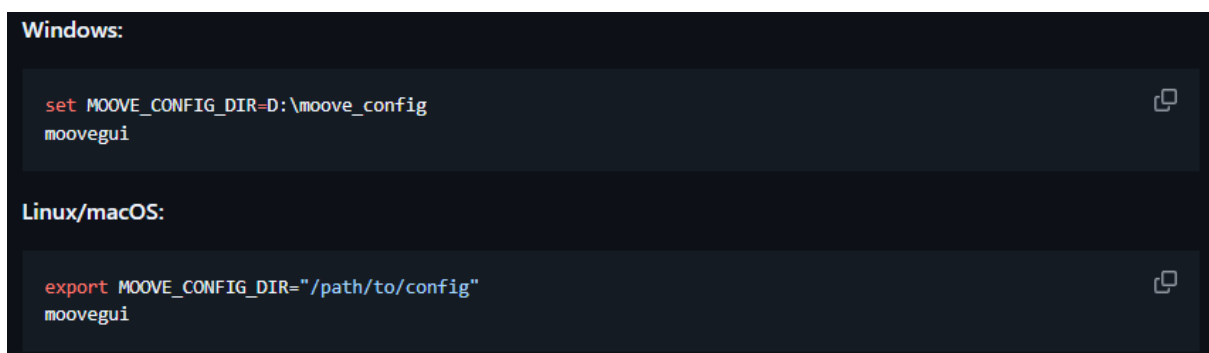 Windows:
set MOOVE_CONFIG_DIR=D:\moove_config
moovegui
Linux/macOS:
export MOOVE_CONFIG_DIR="/path/to/config"
moovegui